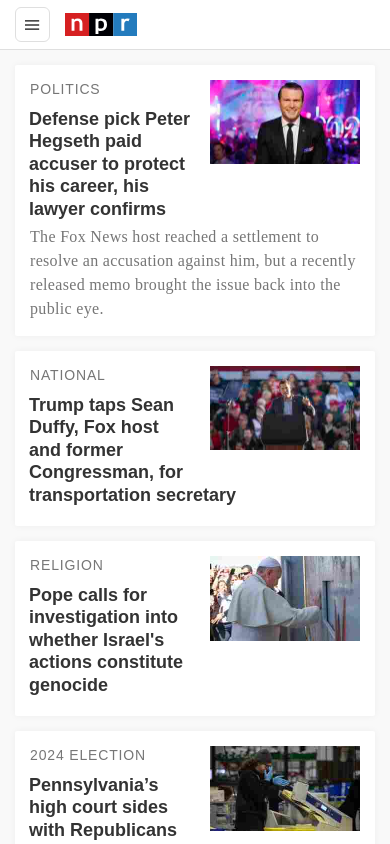 npr
POLITICS
Defense pick Peter
Hegseth paid
accuser to protect
his career, his
lawyer confirms
The Fox News host reached a settlement to
resolve an accusation against him, but a recently
released memo brought the issue back into the
public eye.
NATIONAL
Trump taps Sean
Duffy, Fox host
and former
Congressman, for
transportation secretary
RELIGION
Pope calls for
investigation into
whether Israel's
actions constitute
genocide
2024 ELECTION
Pennsylvania’s
high court sides
with Republicans